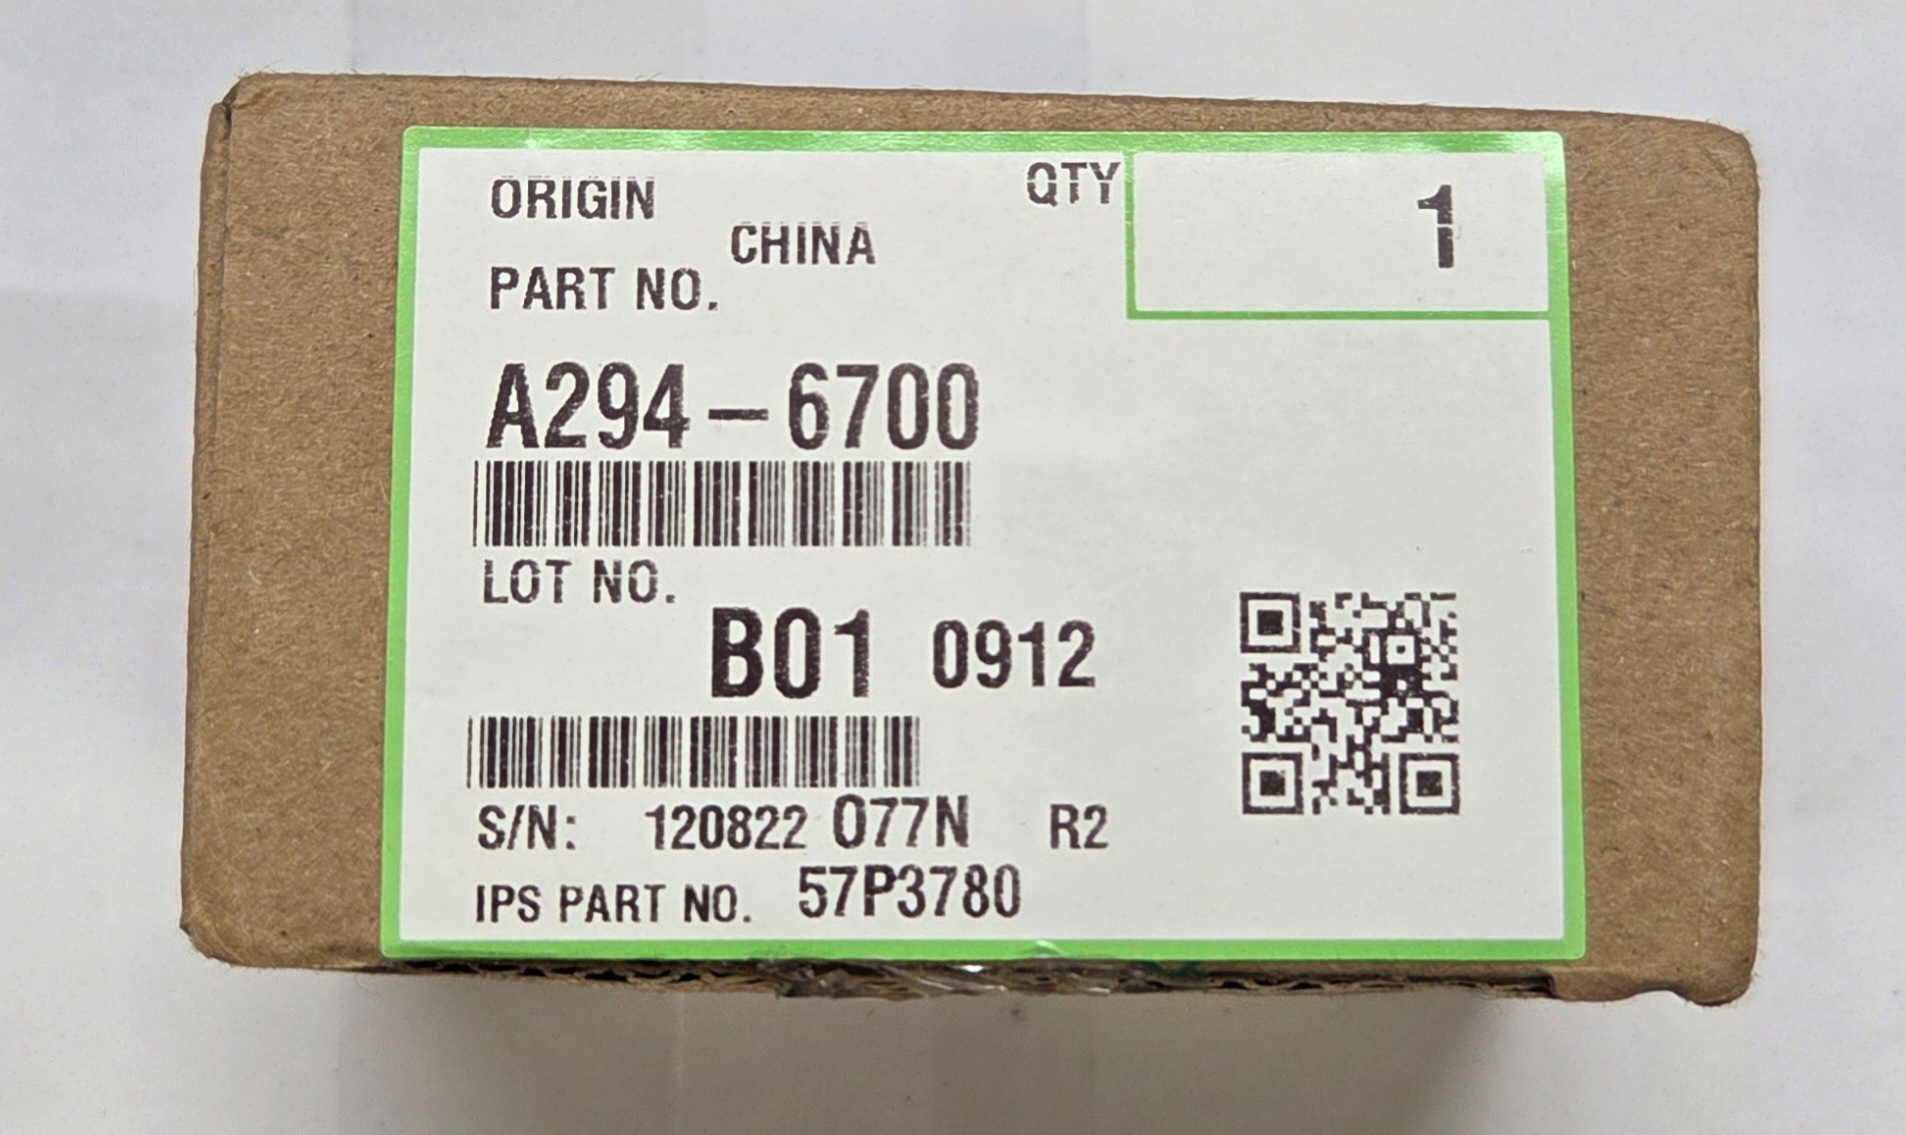 ORIGIN
QTY
1
CHINA
PART NO.
A294-6700
LOT NO.
B01 0912
S/N: 120822 077N R2
IPS PART NO. 57P3780